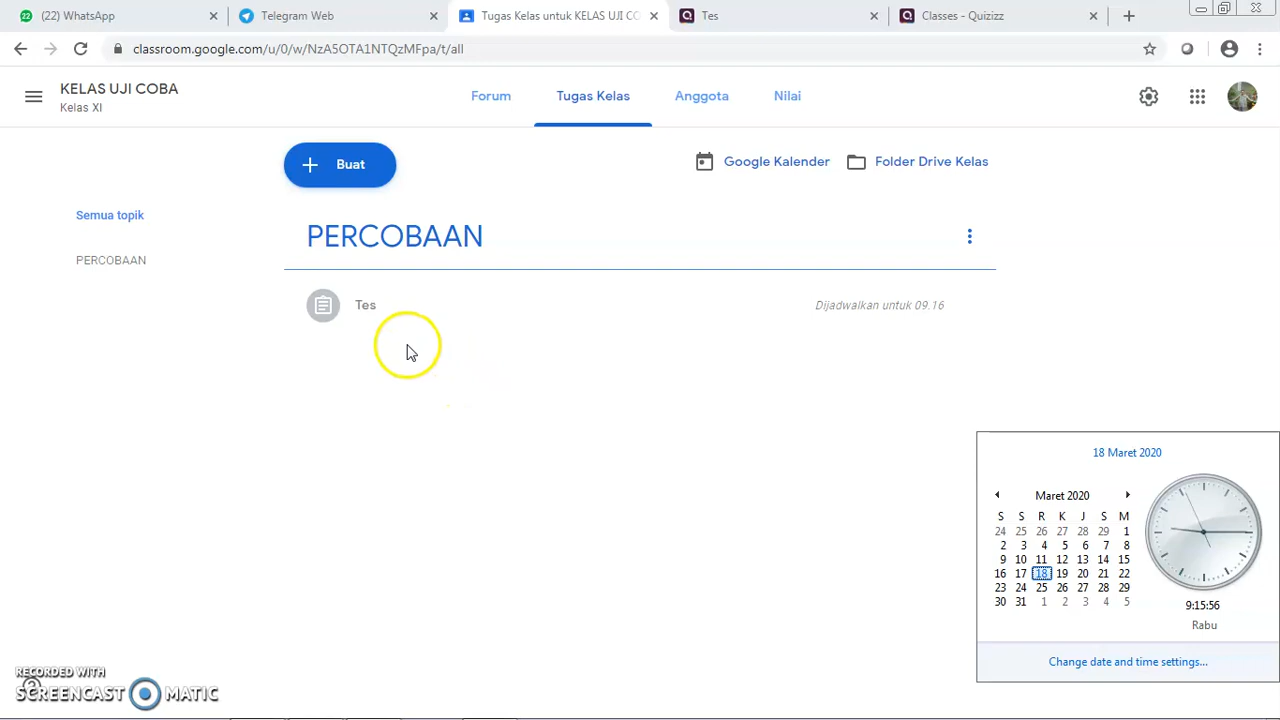 (22) WhatsApp
Telegram Web
Tugas Kelas untuk KELAS UJI CO
Tes
Classes - Quizizz
classroom.google.com/u/0/w/NzA5OTA1NTQzMFpa/t/all
KELAS UJI COBA
Kelas XI
Forum
Tugas Kelas
Anggota
Nilai
Buat
Google Kalender
Folder Drive Kelas
Semua topik
PERCOBAAN
PERCOBAAN
Tes
Dijadwalkan untuk 09.16
18 Maret 2020
Maret 2020
S S R K J S M
24 25 26 27 28 29 1
2 3 4 5 6 7 8
9 10 11 12 13 14 15
16 17 18 19 20 21 22
23 24 25 26 27 28 29
30 31 1 2 3 4 5
9:15:56
Rabu
Change date and time settings...
RECORDED WITH
SCREENCAST MATIC